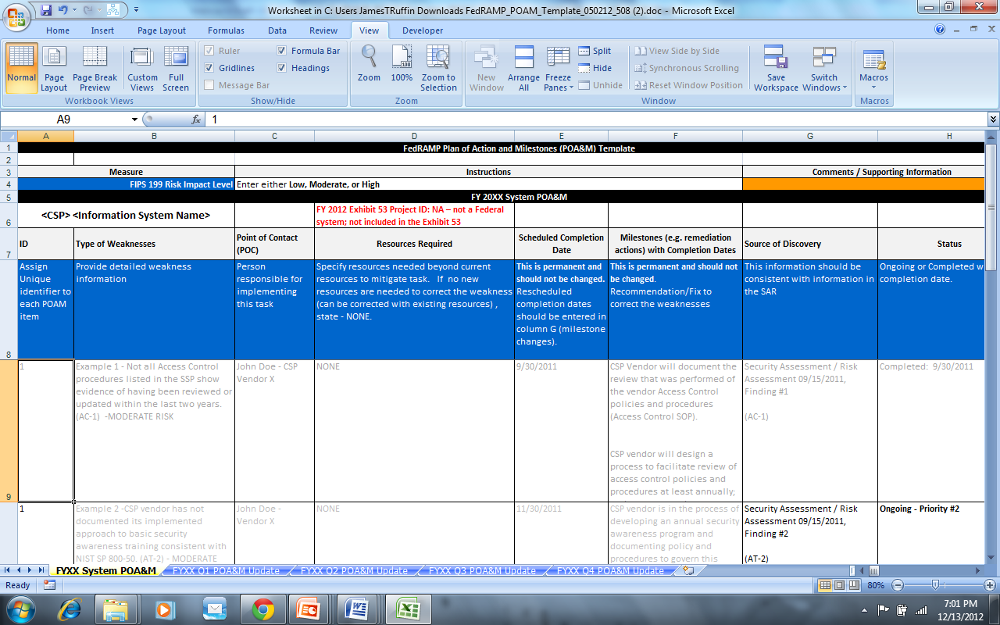 Worksheet in C: Users JamesTRuffin Downloads FedRAMP_POAM_Template_050212_508 (2).doc - Microsoft Excel
Home Insert Page Layout Formulas Data Review View Developer
Normal
Page Layout
Page Break Preview
Custom Views
Full Screen
Workbook Views
Ruler
Gridlines
Message Bar
Formula Bar
Headings
Show/Hide
Zoom
100
100%
Zoom to Selection
Zoom
New Window
Arrange All
Freeze Panes
Split
Hide
Unhide
View Side by Side
Synchronous Scrolling
Reset Window Position
Save Workspace
Switch Windows
Window
Macros
Macros
A9 fx 1
A B C D E F G H
1 FedRAMP Plan of Action and Milestones (POA&M) Template
2
3 Measure Instructions Comments / Supporting Information
4 FIPS 199 Risk Impact Level Enter either Low, Moderate, or High
5 FY 20XX System POA&M
6 <CSP> <Information System Name>
FY 2012 Exhibit 53 Project ID: NA – not a Federal
system; not included in the Exhibit 53
7
ID
Type of Weaknesses
Point of Contact
(POC)
Resources Required
Scheduled Completion
Date
Milestones (e.g. remediation
actions) with Completion Dates
Source of Discovery
Status
8
Assign
Unique
identifier to
each POAM
item
Provide detailed weakness
information
Person
responsible for
implementing
this task
Specify resources needed beyond current
resources to mitigate task. If no new
resources are needed to correct the weakness
(can be corrected with existing resources) ,
state - NONE.
This is permanent and
should not be changed.
Rescheduled
completion dates
should be entered in
column G (milestone
changes).
This is permanent and should not
be changed.
Recommendation/Fix to
correct the weaknesses
This information should be
consistent with information in
the SAR
Ongoing or Completed w
completion date.
9
1
Example 1 - Not all Access Control
procedures listed in the SSP show
evidence of having been reviewed or
updated within the last two years.
(AC-1) -MODERATE RISK
John Doe - CSP
Vendor X
NONE
9/30/2011
CSP Vendor will document the
review that was performed of
the vendor Access Control
policies and procedures
(Access Control SOP).
CSP vendor will design a
process to facilitate review of
access control policies and
procedures at least annually;
Security Assessment / Risk
Assessment 09/15/2011,
Finding #1
(AC-1)
Completed: 9/30/2011
1
Example 2 -CSP vendor has not
documented its implemented
approach to basic security
awareness training consistent with
NIST SP 800-50. (AT-2) - MODERATE
John Doe -
Vendor X
NONE
11/30/2011
CSP vendor is in the process of
developing an annual security
awareness program and
documenting policy and
procedures to govern this
Security Assessment / Risk
Assessment 09/15/2011,
Finding #2
(AT-2)
Ongoing - Priority #2
FYXX System POA&M FYXX Q1 POA&M Update FYXX Q2 POA&M Update FYXX Q3 POA&M Update FYXX Q4 POA&M Update
Ready 80%
7:01 PM
12/13/2012